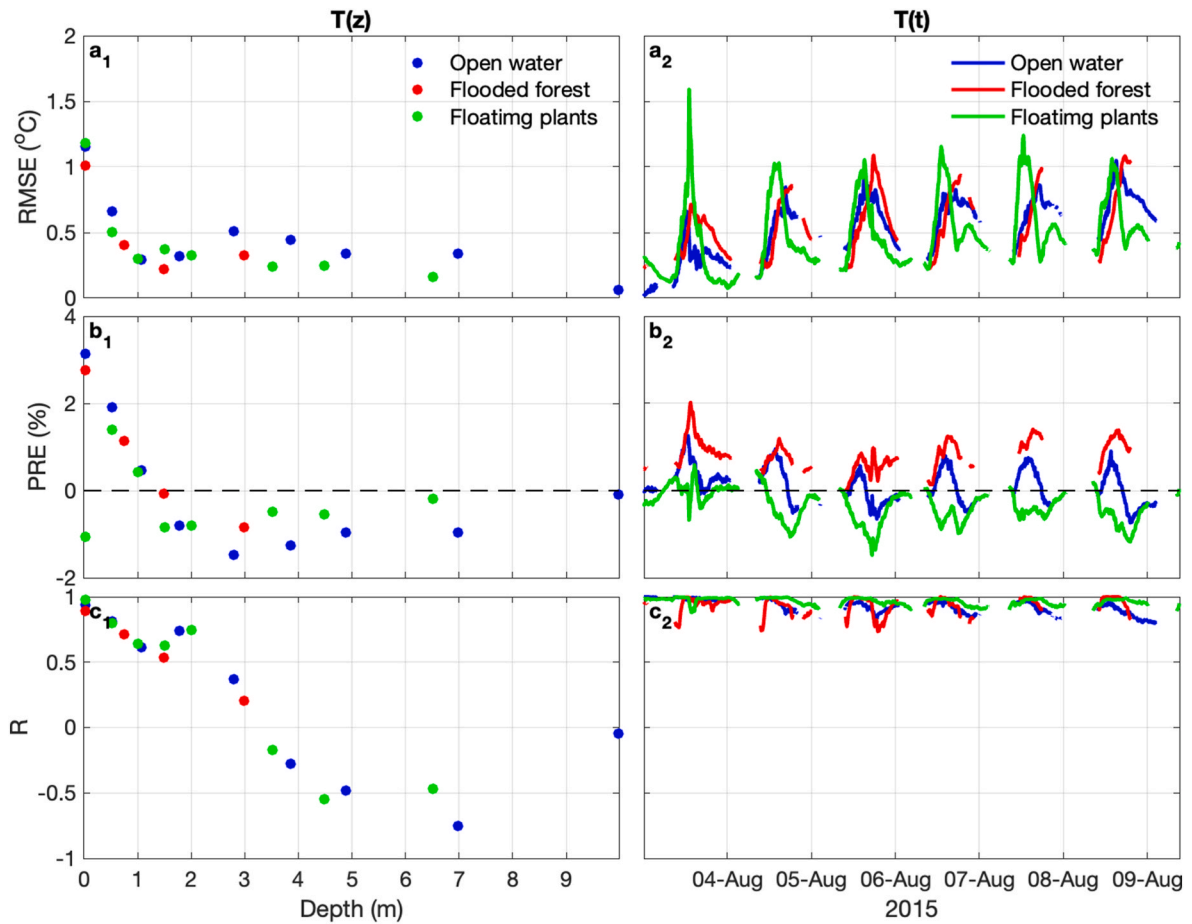 T(z)
T(t)
a1
RMSE (°C)
2
1.5
1
0.5
0
Open water
Flooded forest
Floatimg plants
a2
Open water
Flooded forest
Floatimg plants
b1
PRE (%)
4
2
0
-2
b2
c1
R
1
0.5
0
-0.5
-1
c2
0 1 2 3 4 5 6 7 8 9
Depth (m)
04-Aug 05-Aug 06-Aug 07-Aug 08-Aug 09-Aug
2015